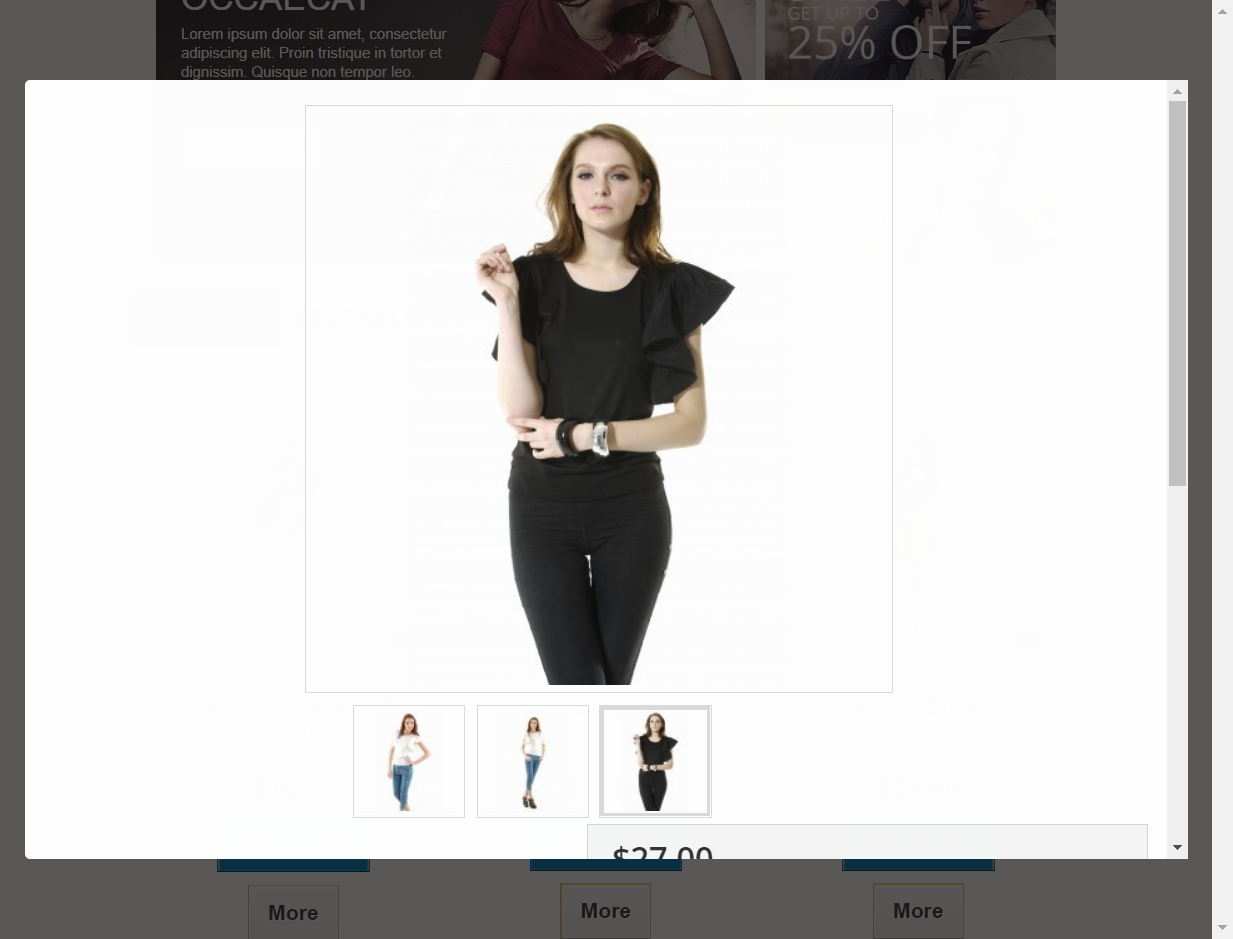 OCCAECAT
Lorem ipsum dolor sit amet, consectetur
adipiscing elit. Proin tristique in tortor et
dignissim. Quisque non tempor leo.
GET UP TO
25% OFF
$27.00
More
More
More